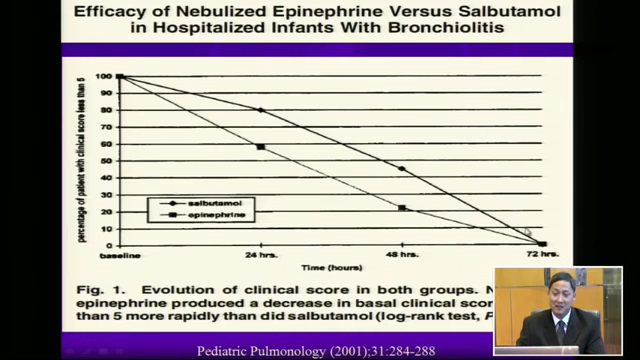 Efficacy of Nebulized Epinephrine Versus Salbutamol
in Hospitalized Infants With Bronchiolitis
percentage of patient with clinical score less than 5
100
90
80
70
60
50
40
30
20
10
0
salbutamol
epinephrine
baseline
24 hrs.
48 hrs.
72 hrs.
Time (hours)
Fig. 1. Evolution of clinical score in both groups.
epinephrine produced a decrease in basal clinical
than 5 more rapidly than did salbutamol (log-rank test,
Pediatric Pulmonology (2001);31:284-288